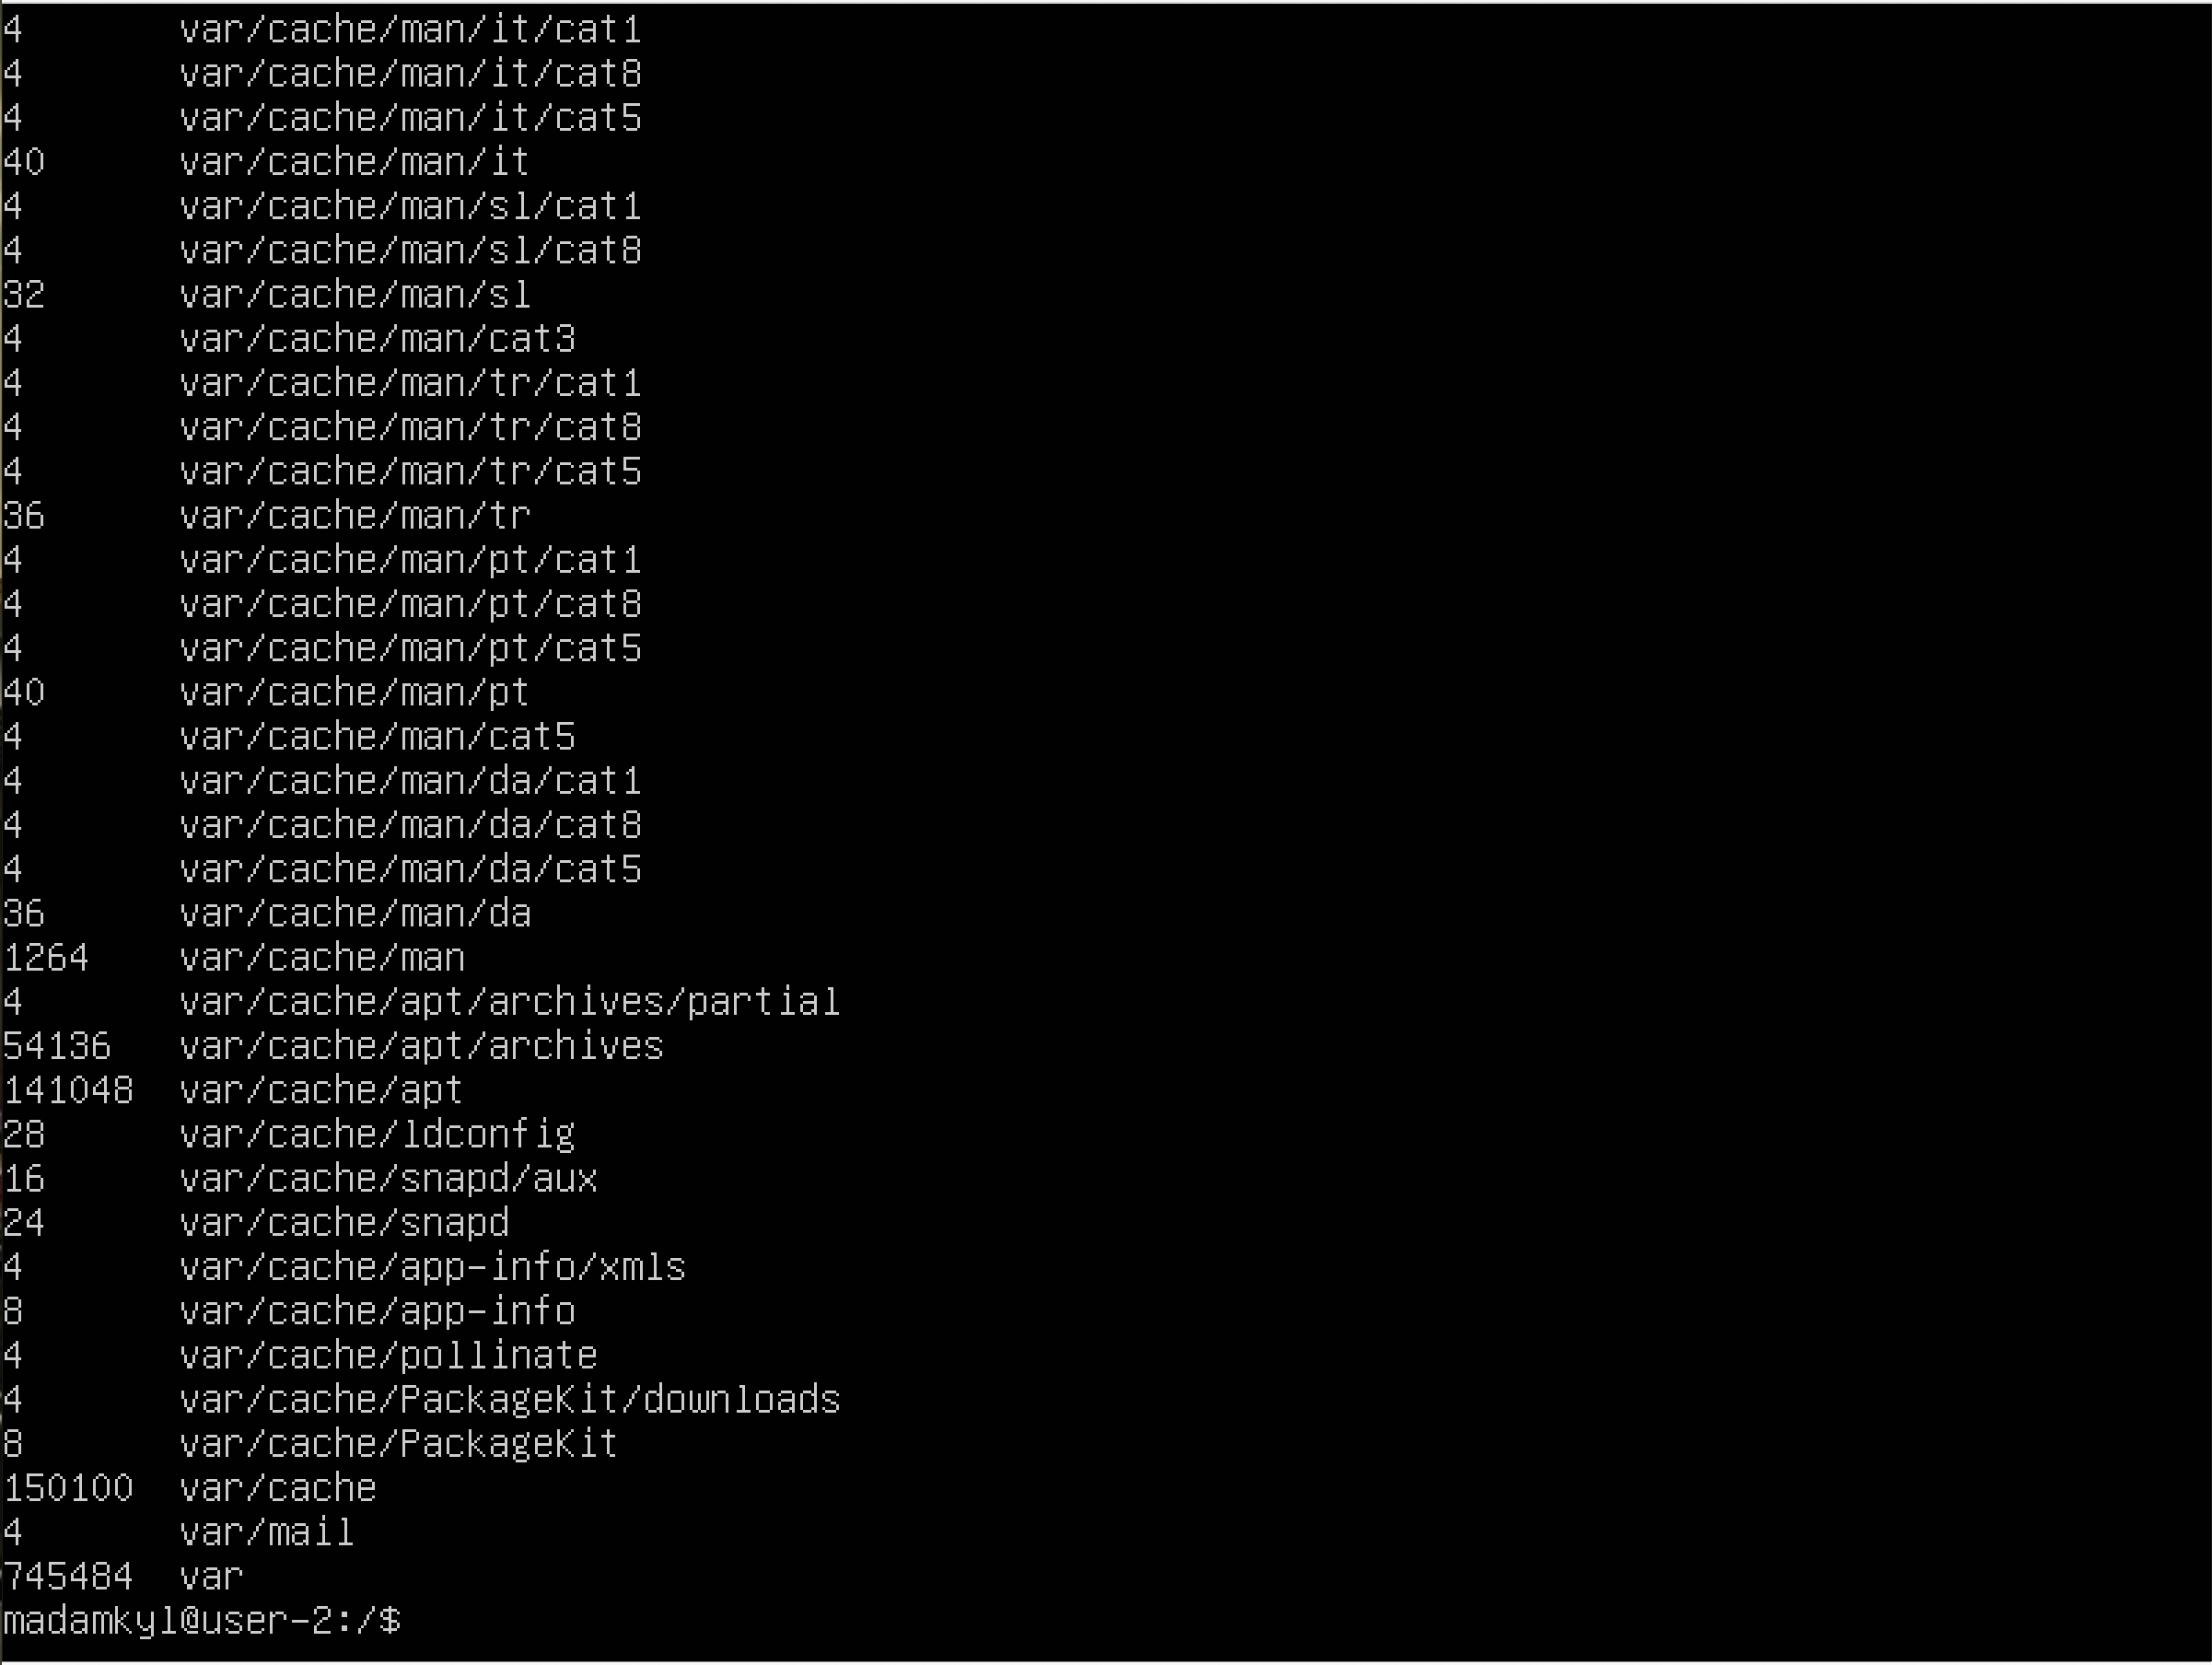 4       var/cache/man/it/cat1
4       var/cache/man/it/cat8
4       var/cache/man/it/cat5
40      var/cache/man/it
4       var/cache/man/sl/cat1
4       var/cache/man/sl/cat8
32      var/cache/man/sl
4       var/cache/man/cat3
4       var/cache/man/tr/cat1
4       var/cache/man/tr/cat8
4       var/cache/man/tr/cat5
36      var/cache/man/tr
4       var/cache/man/pt/cat1
4       var/cache/man/pt/cat8
4       var/cache/man/pt/cat5
40      var/cache/man/pt
4       var/cache/man/cat5
4       var/cache/man/da/cat1
4       var/cache/man/da/cat8
4       var/cache/man/da/cat5
36      var/cache/man/da
1264    var/cache/man
4       var/cache/apt/archives/partial
54136   var/cache/apt/archives
141048  var/cache/apt
28      var/cache/ldconfig
16      var/cache/snapd/aux
24      var/cache/snapd
4       var/cache/app-info/xmls
8       var/cache/app-info
4       var/cache/pollinate
4       var/cache/PackageKit/downloads
8       var/cache/PackageKit
150100  var/cache
4       var/mail
745484  var
madamkyl@user-2:/$